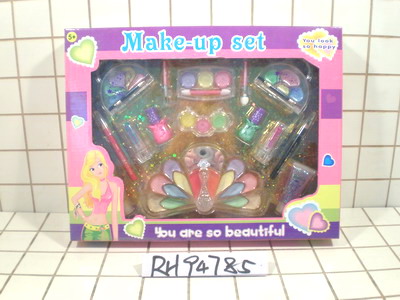 5+
Make-up set
You look
so happy
You are so beautiful
RH94785